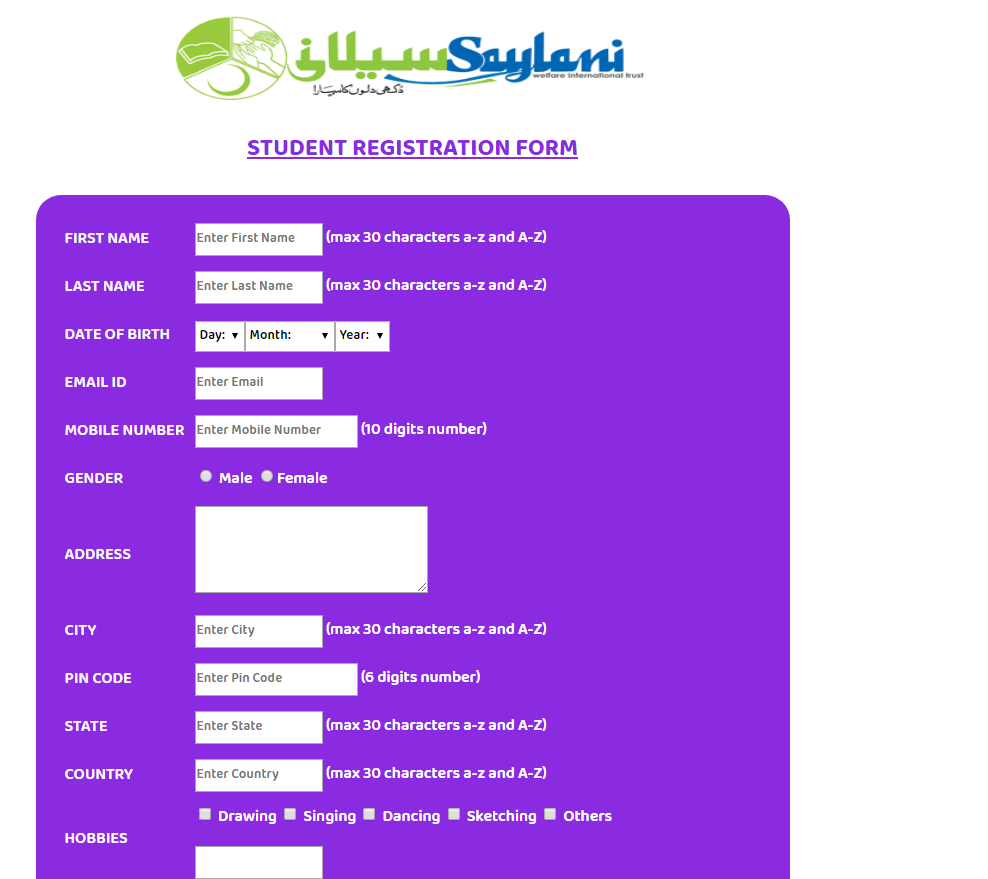 سیلانی Saylani
welfare international trust
دُکھی دلوں کا سہارا!
STUDENT REGISTRATION FORM
FIRST NAME Enter First Name (max 30 characters a-z and A-Z)
LAST NAME Enter Last Name (max 30 characters a-z and A-Z)
DATE OF BIRTH Day: Month: Year:
EMAIL ID Enter Email
MOBILE NUMBER Enter Mobile Number (10 digits number)
GENDER Male Female
ADDRESS
CITY Enter City (max 30 characters a-z and A-Z)
PIN CODE Enter Pin Code (6 digits number)
STATE Enter State (max 30 characters a-z and A-Z)
COUNTRY Enter Country (max 30 characters a-z and A-Z)
Drawing Singing Dancing Sketching Others
HOBBIES